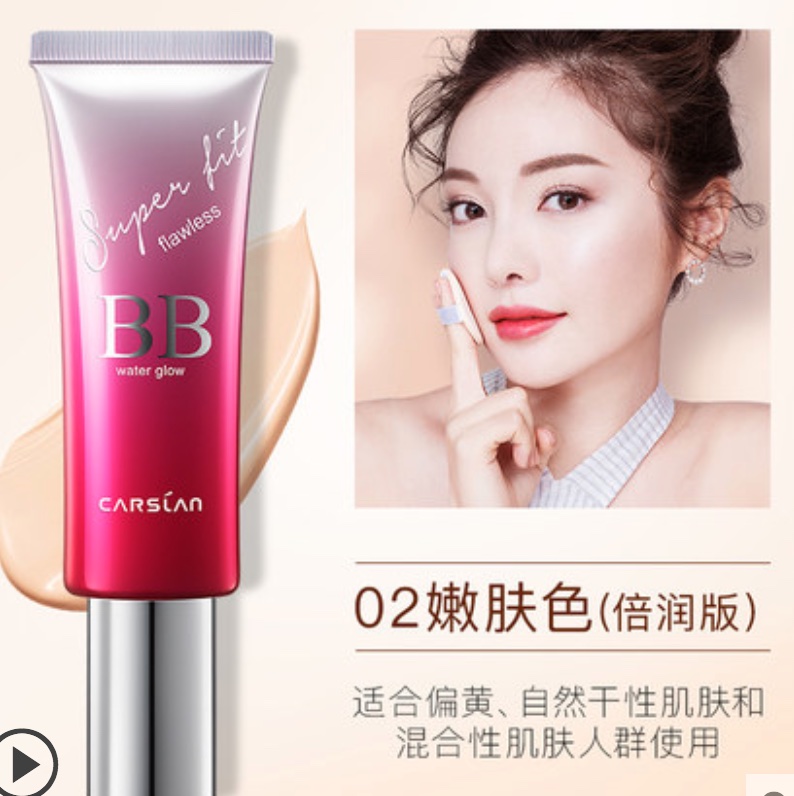 Super fit
flawless
BB
water glow
CARSLAN
02嫩肤色(倍润版)
适合偏黄、自然干性肌肤和
混合性肌肤人群使用